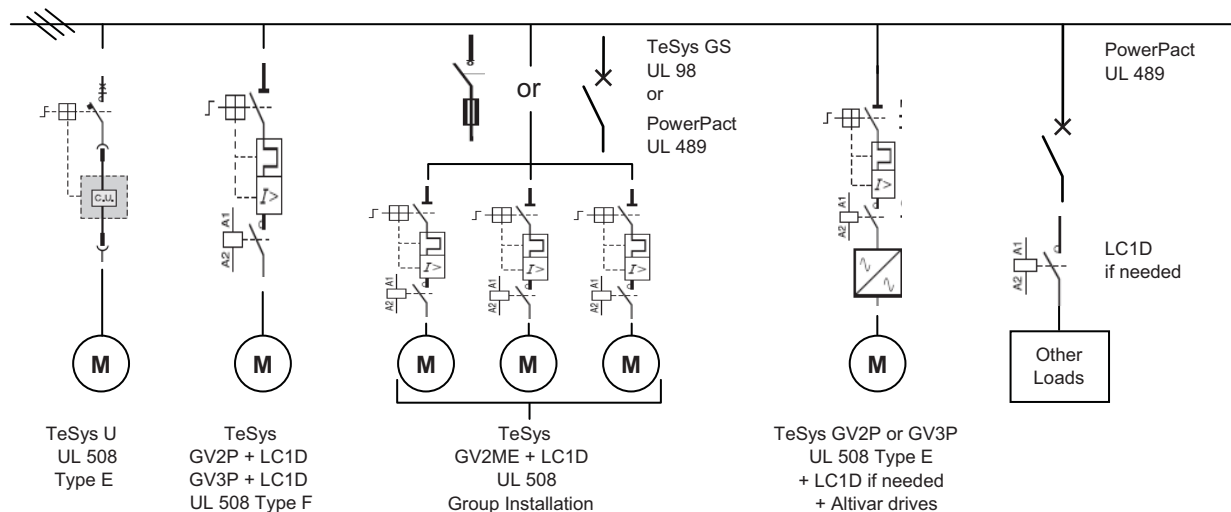 TeSys GS
UL 98
or
PowerPact
UL 489
or
PowerPact
UL 489
C.U.
A1
A2
I>
A1
A2
I>
A1
A2
I>
A1
A2
I>
A1
A2
I>
A1
A2
A1
A2
LC1D
if needed
M
M
M
M
M
M
Other
Loads
TeSys U
UL 508
Type E
TeSys
GV2P + LC1D
GV3P + LC1D
UL 508 Type F
TeSys
GV2ME + LC1D
UL 508
Group Installation
TeSys GV2P or GV3P
UL 508 Type E
+ LC1D if needed
+ Altivar drives